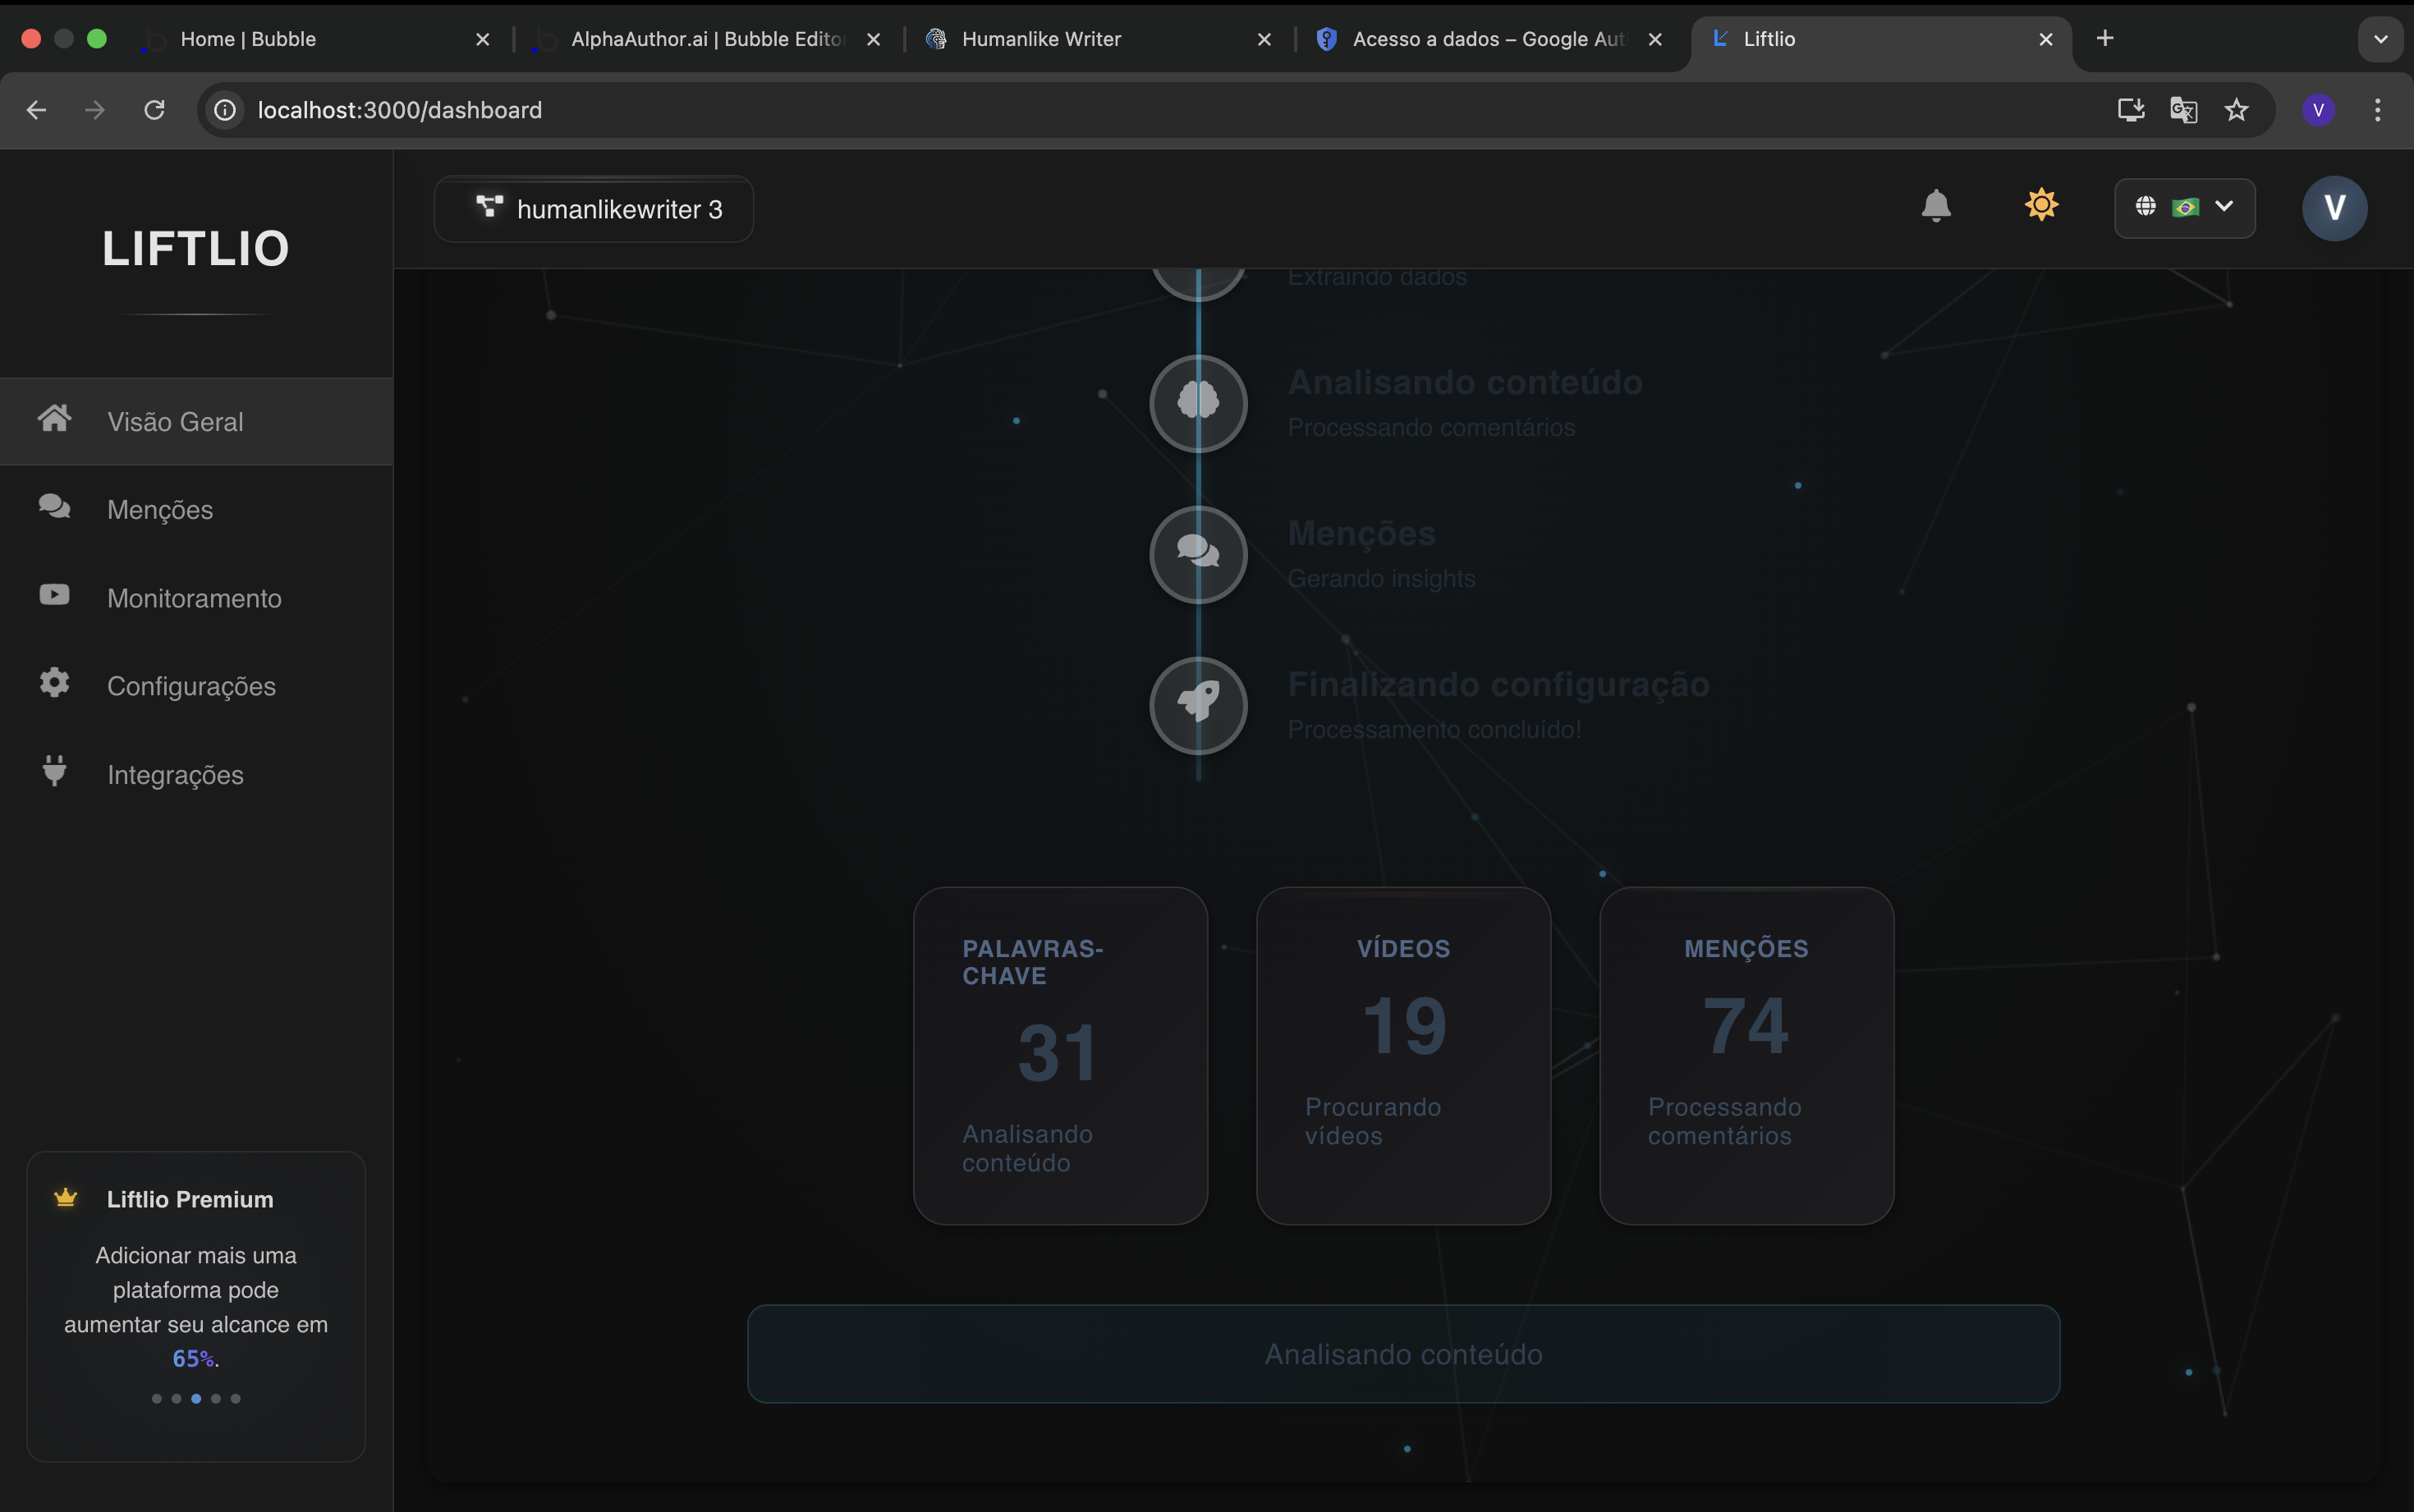 Home | Bubble
AlphaAuthor.ai | Bubble Edito
Humanlike Writer
Acesso a dados – Google Aut
Liftlio
localhost:3000/dashboard
V
LIFTLIO
humanlikewriter 3
V
Visão Geral
Menções
Monitoramento
Configurações
Integrações
Extraindo dados
Analisando conteúdo
Processando comentários
Menções
Gerando insights
Finalizando configuração
Processamento concluído!
PALAVRAS-
CHAVE
31
Analisando
conteúdo
VÍDEOS
19
Procurando
vídeos
MENÇÕES
74
Processando
comentários
Analisando conteúdo
Liftlio Premium
Adicionar mais uma
plataforma pode
aumentar seu alcance em
65%.